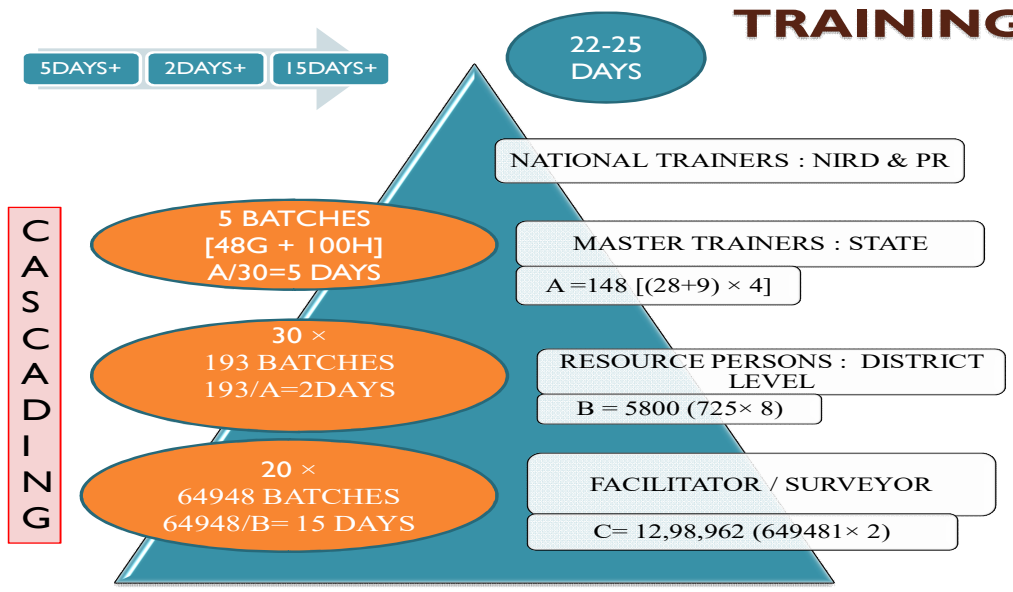 TRAINING
5DAYS+ 2DAYS+ 15DAYS+
22-25
DAYS
NATIONAL TRAINERS : NIRD & PR
CASCADING
5 BATCHES
[48G + 100H]
A/30=5 DAYS
MASTER TRAINERS : STATE
A =148 [(28+9) × 4]
30 ×
193 BATCHES
193/A=2DAYS
RESOURCE PERSONS : DISTRICT
LEVEL
B = 5800 (725× 8)
20 ×
64948 BATCHES
64948/B= 15 DAYS
FACILITATOR / SURVEYOR
C= 12,98,962 (649481× 2)